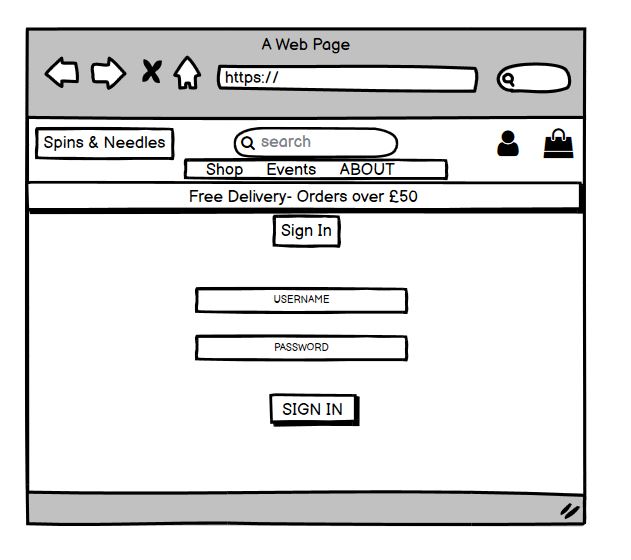 A Web Page
https://
Spins & Needles
search
Shop Events ABOUT
Free Delivery- Orders over £50
Sign In
USERNAME
PASSWORD
SIGN IN